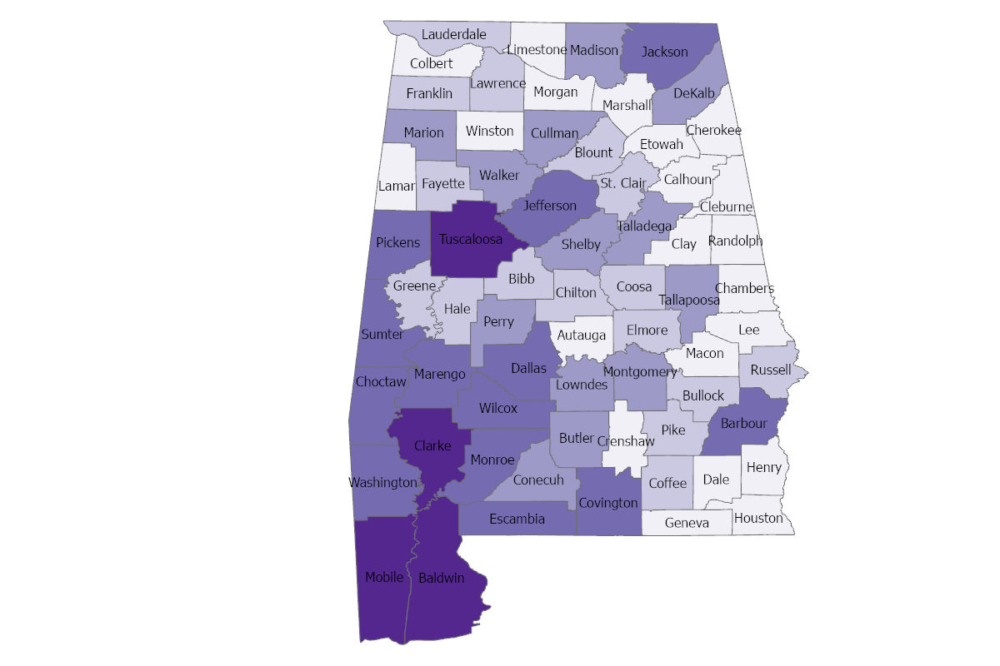 Lauderdale
Limestone
Madison
Jackson
Colbert
Lawrence
Franklin
Morgan
DeKalb
Marshall
Marion
Winston
Cullman
Cherokee
Etowah
Blount
Walker
Lamar
Fayette
St. Clair
Calhoun
Jefferson
Cleburne
Talladega
Pickens
Tuscaloosa
Shelby
Clay
Randolph
Bibb
Greene
Chilton
Coosa
Chambers
Tallapoosa
Hale
Perry
Sumter
Autauga
Elmore
Lee
Macon
Dallas
Montgomery
Russell
Marengo
Choctaw
Lowndes
Bullock
Wilcox
Barbour
Pike
Butler
Crenshaw
Clarke
Monroe
Henry
Washington
Conecuh
Coffee
Dale
Covington
Escambia
Geneva
Houston
Mobile
Baldwin